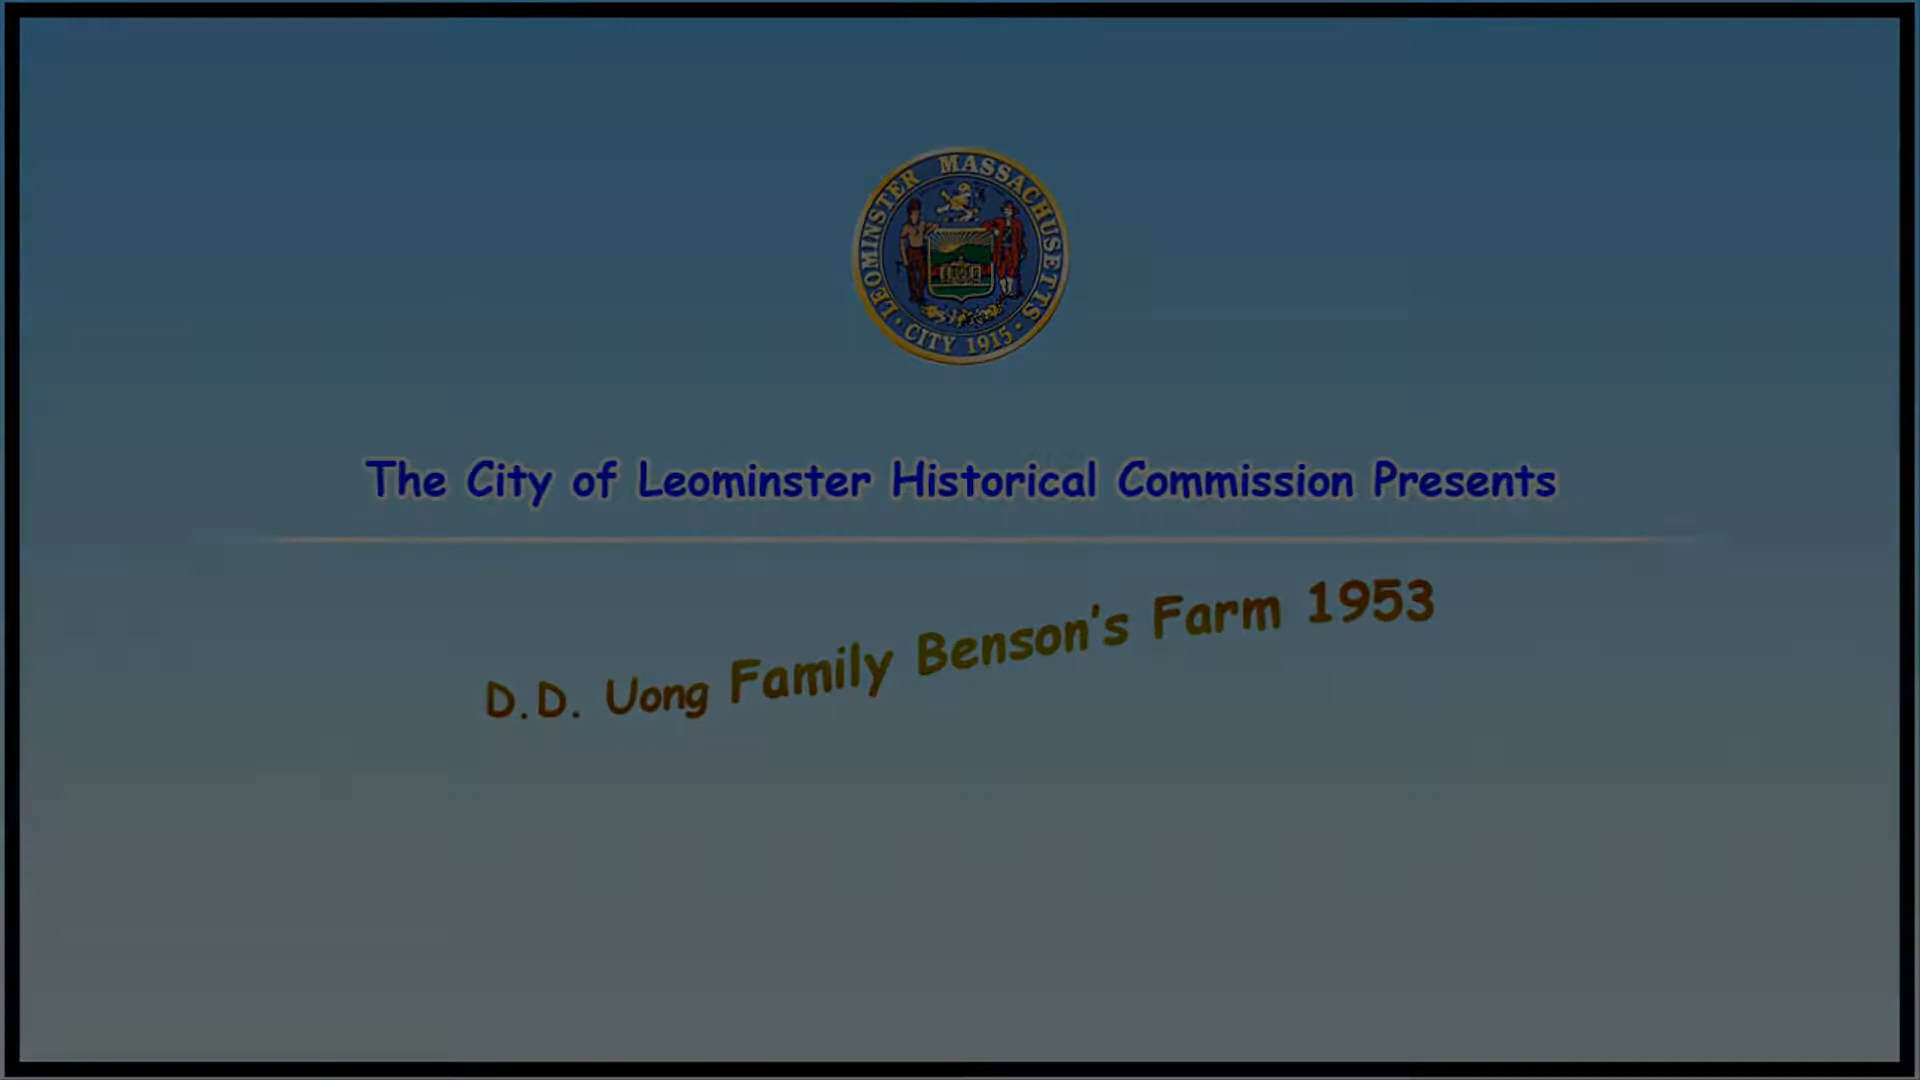 LEOMINSTER MASSACHUSETTS
· CITY 1915 ·
The City of Leominster Historical Commission Presents
D.D. Uong Family Benson's Farm 1953